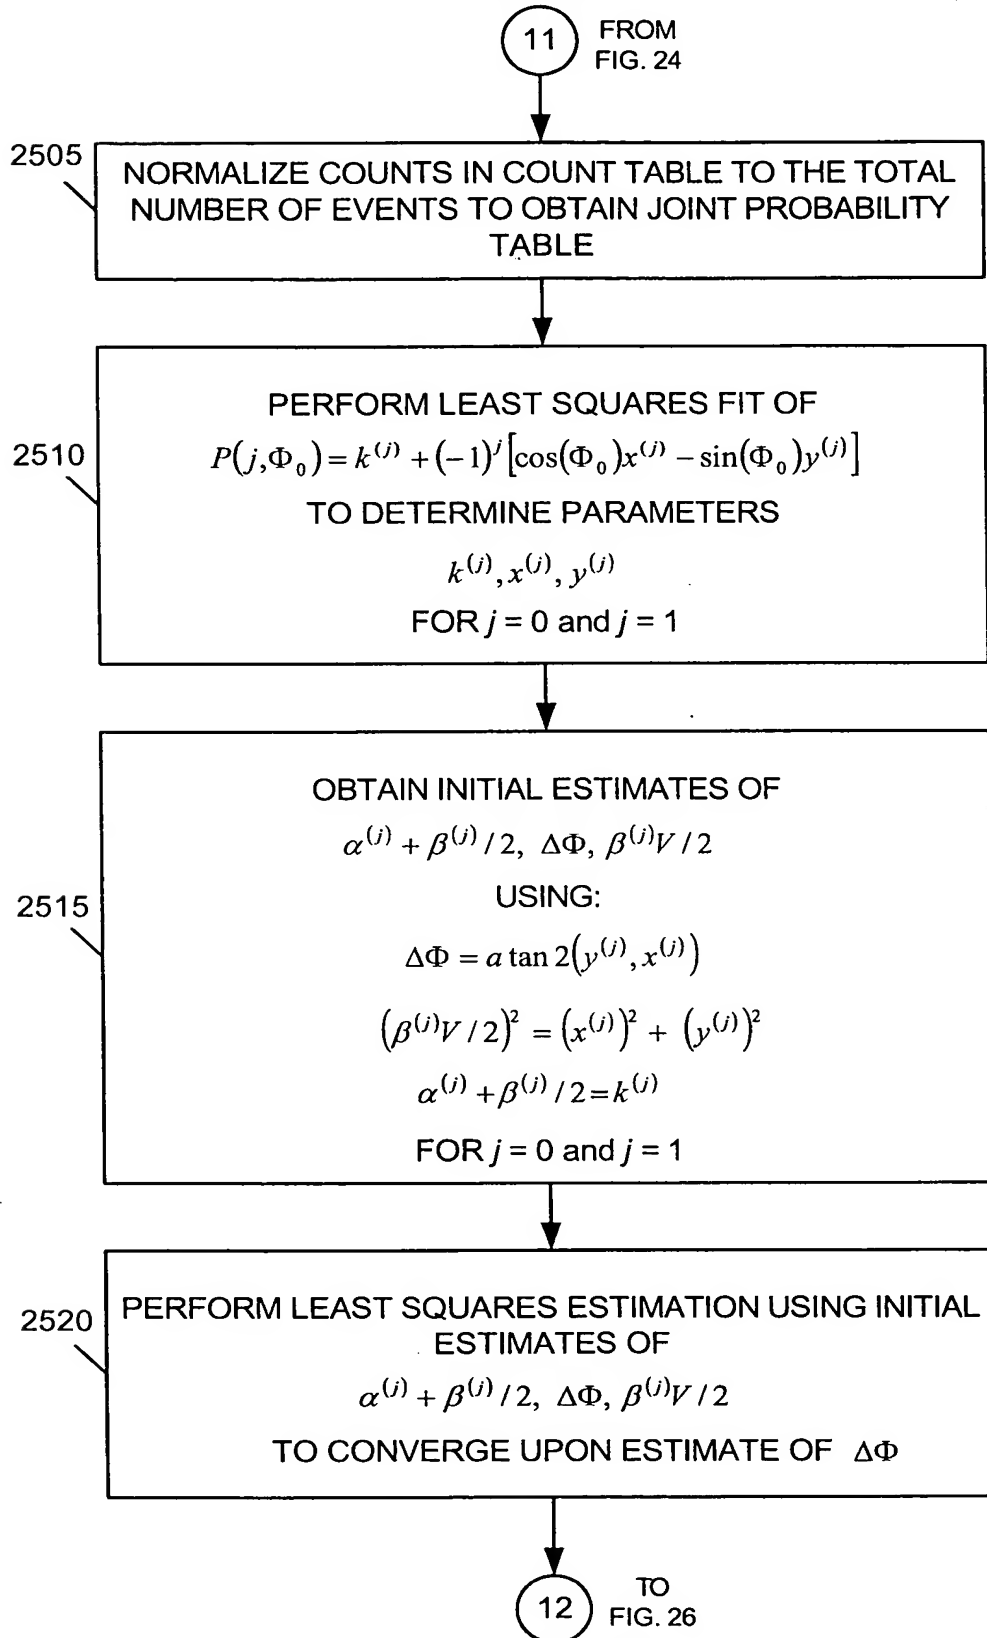 11 FROM
FIG. 24
2505
NORMALIZE COUNTS IN COUNT TABLE TO THE TOTAL
NUMBER OF EVENTS TO OBTAIN JOINT PROBABILITY
TABLE
2510
PERFORM LEAST SQUARES FIT OF
P(j,Φ₀) = k⁽ʲ⁾ + (−1)ʲ[cos(Φ₀)x⁽ʲ⁾ − sin(Φ₀)y⁽ʲ⁾]
TO DETERMINE PARAMETERS
k⁽ʲ⁾, x⁽ʲ⁾, y⁽ʲ⁾
FOR j = 0 and j = 1
2515
OBTAIN INITIAL ESTIMATES OF
α⁽ʲ⁾ + β⁽ʲ⁾/2, ΔΦ, β⁽ʲ⁾V/2
USING:
ΔΦ = a tan 2(y⁽ʲ⁾, x⁽ʲ⁾)
(β⁽ʲ⁾V/2)² = (x⁽ʲ⁾)² + (y⁽ʲ⁾)²
α⁽ʲ⁾ + β⁽ʲ⁾/2 = k⁽ʲ⁾
FOR j = 0 and j = 1
2520
PERFORM LEAST SQUARES ESTIMATION USING INITIAL
ESTIMATES OF
α⁽ʲ⁾ + β⁽ʲ⁾/2, ΔΦ, β⁽ʲ⁾V/2
TO CONVERGE UPON ESTIMATE OF ΔΦ
12 TO
FIG. 26